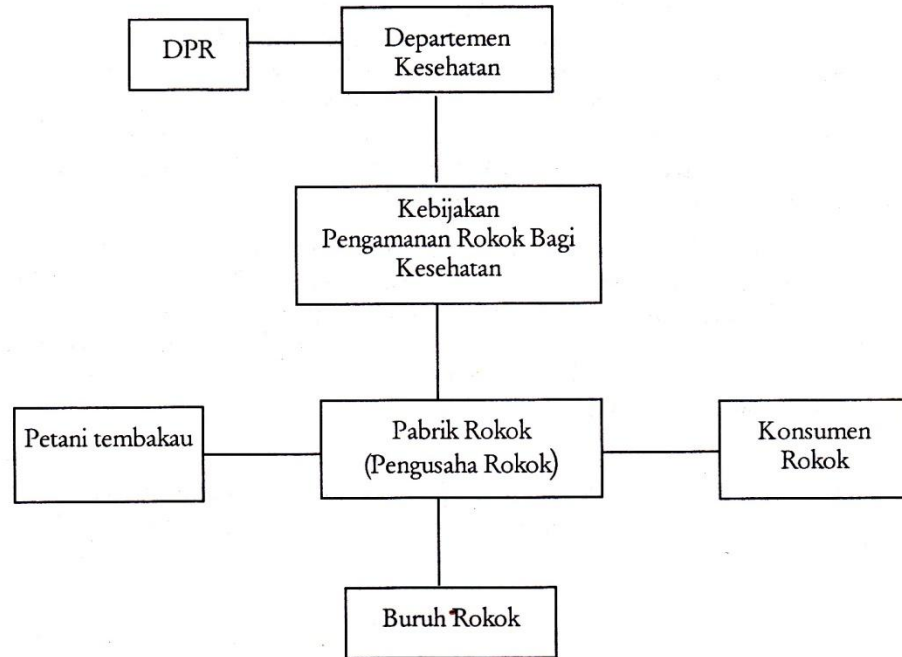 DPR
Departemen
Kesehatan
Kebijakan
Pengamanan Rokok Bagi
Kesehatan
Petani tembakau
Pabrik Rokok
(Pengusaha Rokok)
Konsumen
Rokok
Buruh Rokok